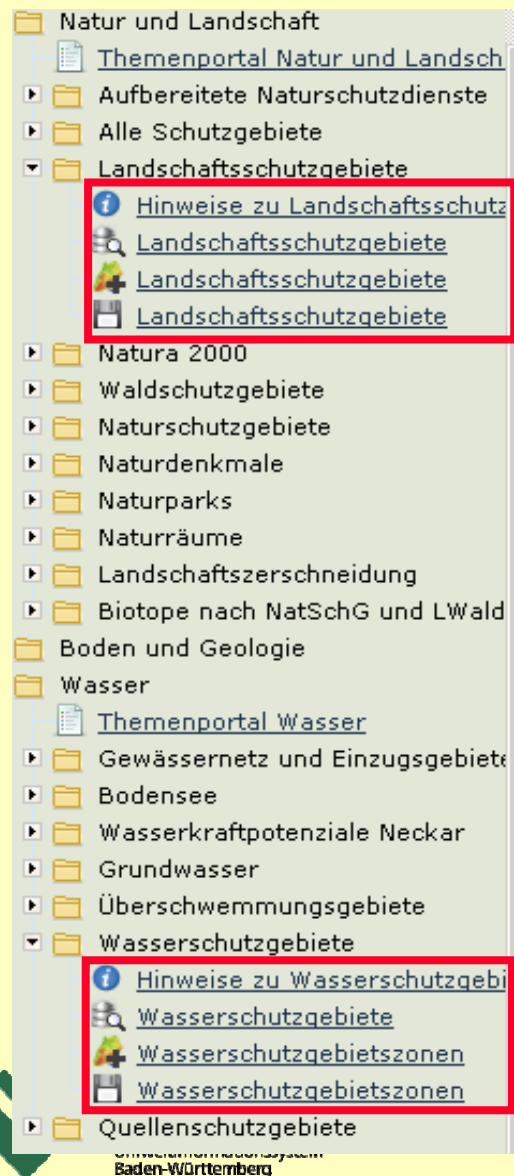 Natur und Landschaft
Themenportal Natur und Landsch
Aufbereitete Naturschutzdienste
Alle Schutzgebiete
Landschaftsschutzgebiete
Hinweise zu Landschaftsschutz
Landschaftsschutzgebiete
Landschaftsschutzgebiete
Landschaftsschutzgebiete
Natura 2000
Waldschutzgebiete
Naturschutzgebiete
Naturdenkmale
Naturparks
Naturräume
Landschaftszerschneidung
Biotope nach NatSchG und LWald
Boden und Geologie
Wasser
Themenportal Wasser
Gewässernetz und Einzugsgebiete
Bodensee
Wasserkraftpotenziale Neckar
Grundwasser
Überschwemmungsgebiete
Wasserschutzgebiete
Hinweise zu Wasserschutzgebi
Wasserschutzgebiete
Wasserschutzgebietszonen
Wasserschutzgebietszonen
Quellenschutzgebiete
Baden-Württemberg